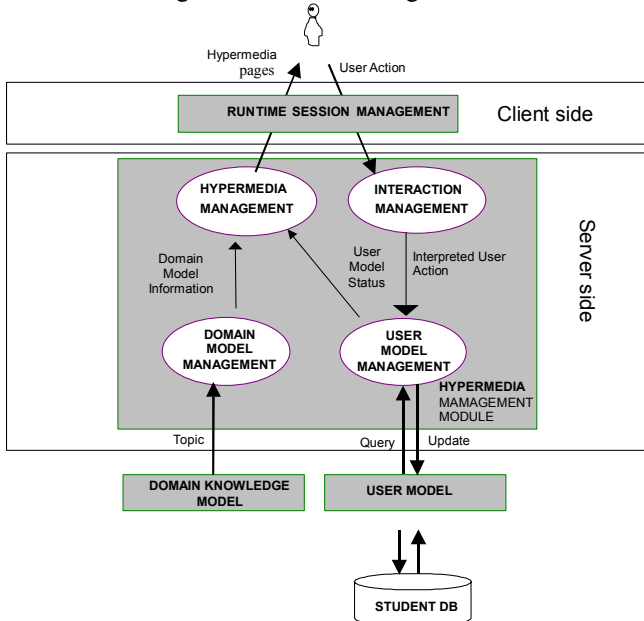 Hypermedia
pages
User Action
RUNTIME SESSION MANAGEMENT
Client side
HYPERMEDIA
MANAGEMENT
INTERACTION
MANAGEMENT
Domain
Model
Information
User
Model
Status
Interpreted User
Action
Server side
DOMAIN
MODEL
MANAGEMENT
USER
MODEL
MANAGEMENT
HYPERMEDIA
MAMAGEMENT
MODULE
Topic
Query
Update
DOMAIN KNOWLEDGE
MODEL
USER MODEL
STUDENT DB